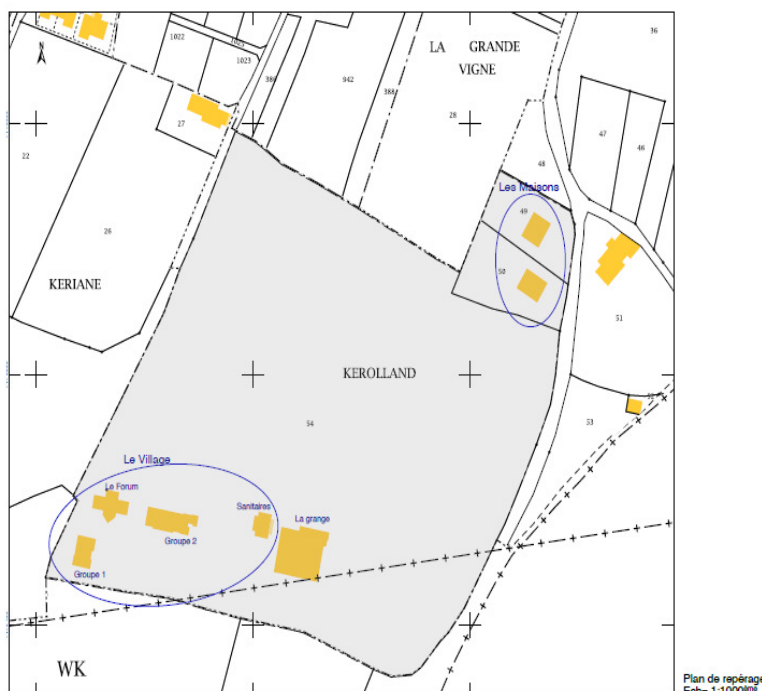 1022
1023
1023
36
LA GRANDE
VIGNE
N
386
942
388
28
47
46
27
22
48
Les Maisons
49
26
50
KERIANE
51
KEROLLAND
52
54
53
Le Village
Le Forum
Sanitaires
La grange
Groupe 2
Groupe 1
WK
Plan de repérage